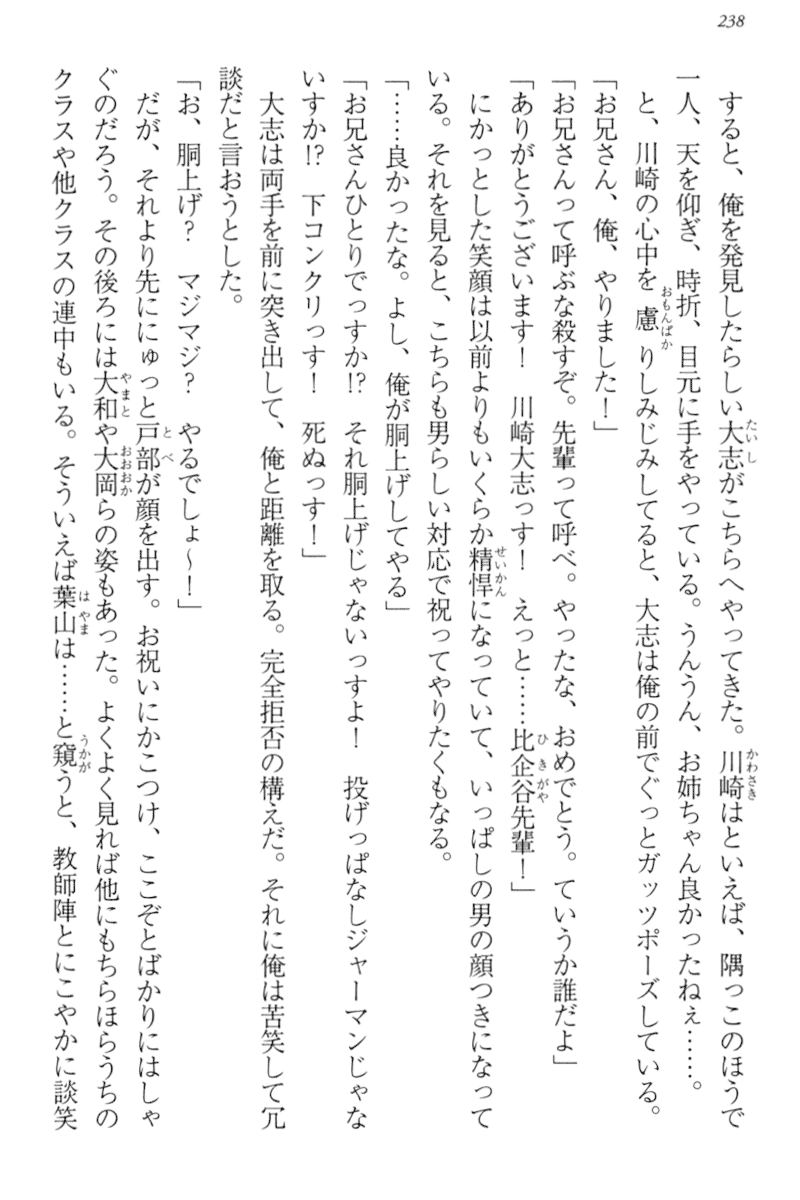 238
すると、俺を発見したらしい大志がこちらへやってきた。川崎はといえば、隅っこのほうで
一人、天を仰ぎ、時折、目元に手をやっている。うんうん、お姉ちゃん良かったねぇ……。
と、川崎の心中を慮りしみじみしてると、大志は俺の前でぐっとガッツポーズしている。
「お兄さん、俺、やりました！」
「お兄さんって呼ぶな殺すぞ。先輩って呼べ。やったな、おめでとう。ていうか誰だよ」
「ありがとうございます！　川崎大志っす！　えっと……比企谷先輩！」
にかっとした笑顔は以前よりもいくらか精悍になっていて、いっぱしの男の顔つきになって
いる。それを見ると、こちらも男らしい対応で祝ってやりたくもなる。
「……良かったな。よし、俺が胴上げしてやる」
「お兄さんひとりでっすか!?　それ胴上げじゃないっすよ！　投げっぱなしジャーマンじゃな
いすか!?　下コンクリっす！　死ぬっす！」
大志は両手を前に突き出して、俺と距離を取る。完全拒否の構えだ。それに俺は苦笑して冗
談だと言おうとした。
「お、胴上げ？　マジマジ？　やるでしょ〜！」
だが、それより先ににゅっと戸部が顔を出す。お祝いにかこつけ、ここぞとばかりにはしゃ
ぐのだろう。その後ろには大和や大岡らの姿もあった。よくよく見れば他にもちらほらうちの
クラスや他クラスの連中もいる。そういえば葉山は……と窺うと、教師陣とにこやかに談笑